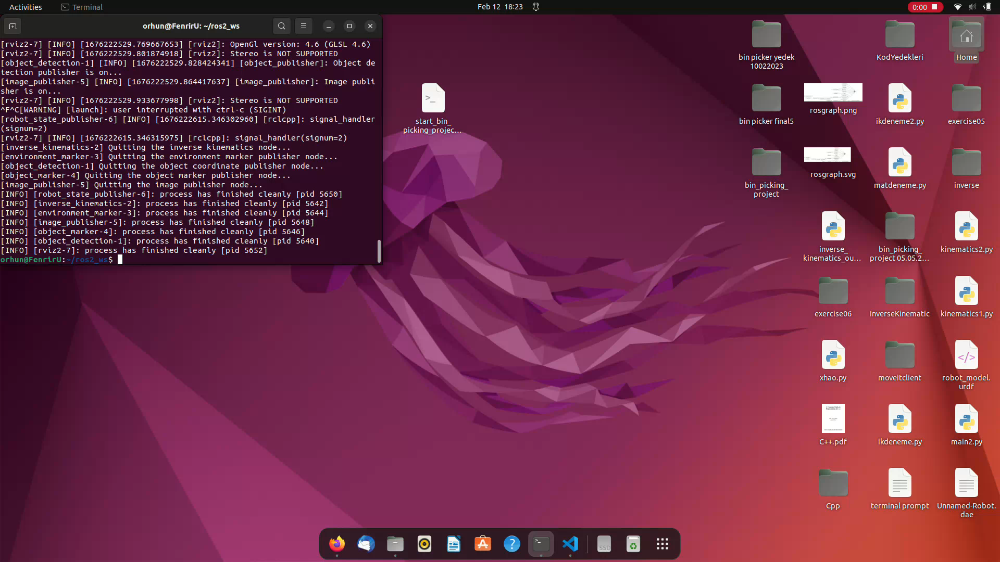 Activities
Terminal
Feb 12 18:23
0:00
orhun@FenrirU: ~/ros2_ws
[rviz2-7] [INFO] [1676222529.769667653] [rviz2]: OpenGl version: 4.6 (GLSL 4.6)
[rviz2-7] [INFO] [1676222529.801874918] [rviz2]: Stereo is NOT SUPPORTED
[object_detection-1] [INFO] [1676222529.828424341] [object_publisher]: Object de
tection publisher is on...
[image_publisher-5] [INFO] [1676222529.864417637] [image_publisher]: Image publi
sher is on...
[rviz2-7] [INFO] [1676222529.933677998] [rviz2]: Stereo is NOT SUPPORTED
^F^C[WARNING] [launch]: user interrupted with ctrl-c (SIGINT)
[robot_state_publisher-6] [INFO] [1676222615.346302960] [rclcpp]: signal_handler
(signum=2)
[rviz2-7] [INFO] [1676222615.346315975] [rclcpp]: signal_handler(signum=2)
[inverse_kinematics-2] Quitting the inverse kinematics node...
[environment_marker-3] Quitting the environment marker publisher node...
[object_detection-1] Quitting the object coordinate publisher node...
[object_marker-4] Quitting the object marker publisher node...
[image_publisher-5] Quitting the image publisher node...
[INFO] [robot_state_publisher-6]: process has finished cleanly [pid 5650]
[INFO] [inverse_kinematics-2]: process has finished cleanly [pid 5642]
[INFO] [environment_marker-3]: process has finished cleanly [pid 5644]
[INFO] [image_publisher-5]: process has finished cleanly [pid 5648]
[INFO] [object_marker-4]: process has finished cleanly [pid 5646]
[INFO] [object_detection-1]: process has finished cleanly [pid 5640]
[INFO] [rviz2-7]: process has finished cleanly [pid 5652]
orhun@FenrirU:~/ros2_ws$
start_bin_
picking_projec...
bin picker yedek
10022023
KodYedekleri
Home
bin picker final5
rosgraph.png
ikdeneme2.py
exercise05
bin_picking_
project
rosgraph.svg
matdeneme.py
inverse
inverse_
kinematics_ou...
bin_picking_
project 05.05.2...
kinematics2.py
exercise06
InverseKinematic
kinematics1.py
xhao.py
moveitclient
robot_model.
urdf
C++.pdf
ikdeneme.py
main2.py
Cpp
terminal prompt
Unnamed-Robot.
dae
SSD